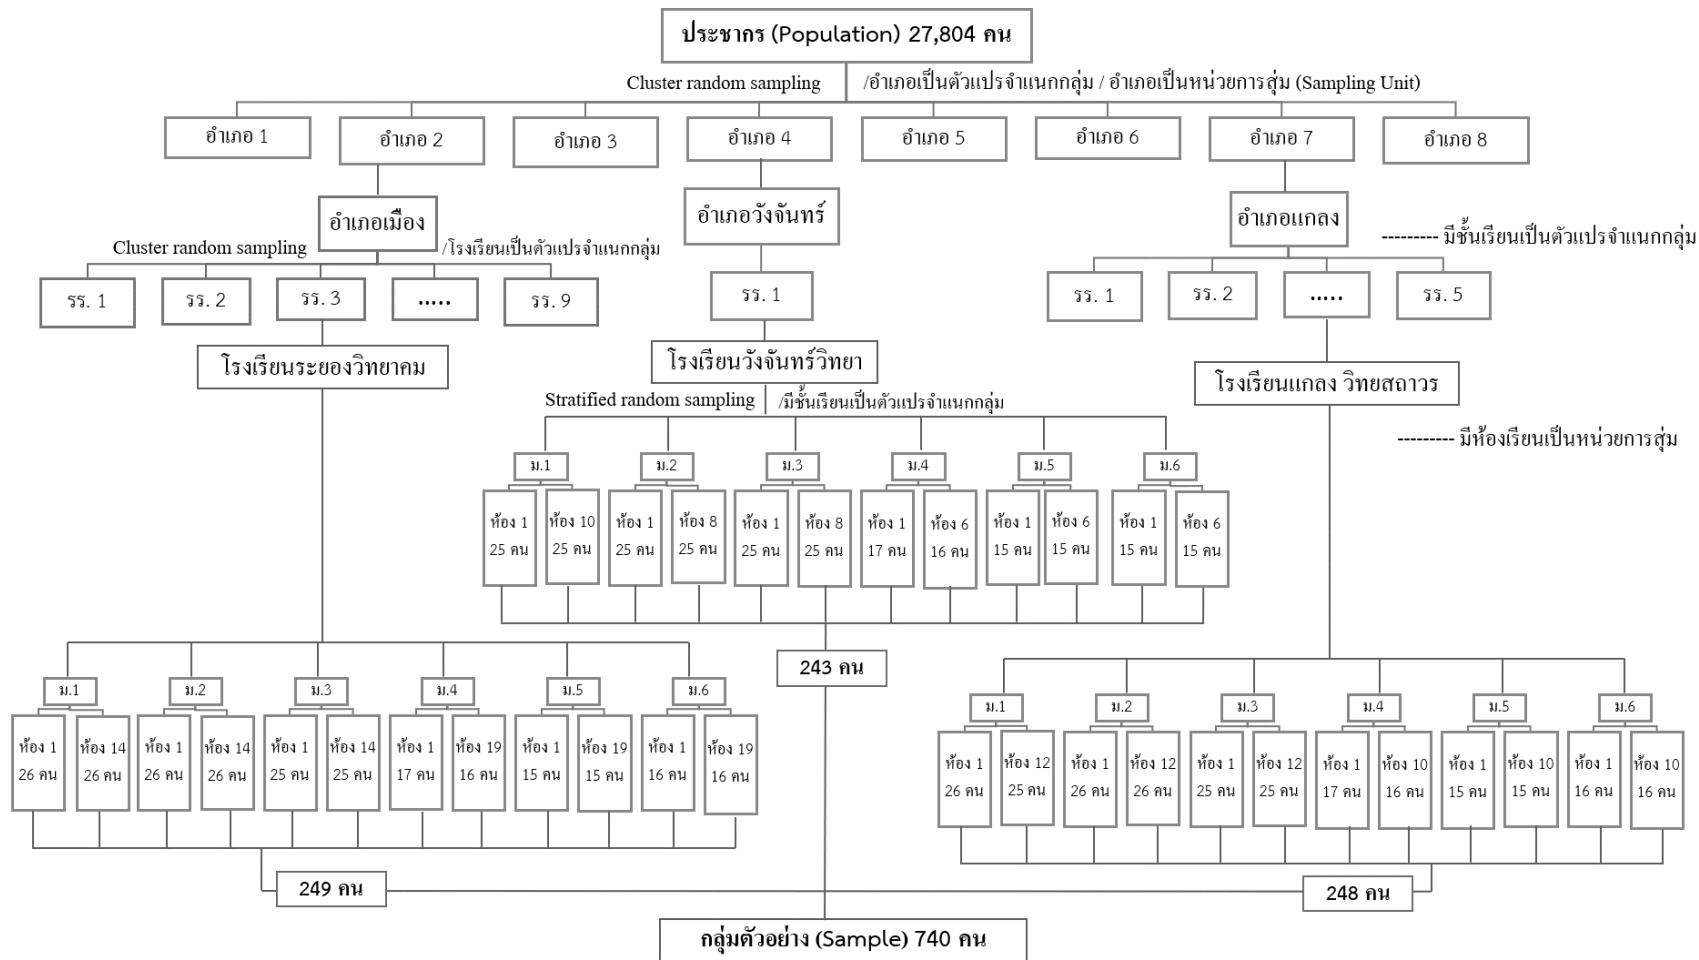 ประชากร (Population) 27,804 คน
Cluster random sampling /อำเภอเป็นตัวแปรจำแนกกลุ่ม / อำเภอเป็นหน่วยการสุ่ม (Sampling Unit)
อำเภอ 1 อำเภอ 2 อำเภอ 3 อำเภอ 4 อำเภอ 5 อำเภอ 6 อำเภอ 7 อำเภอ 8
อำเภอเมือง อำเภอวังจันทร์ อำเภอแกลง
--------- มีชั้นเรียนเป็นตัวแปรจำแนกกลุ่ม
Cluster random sampling /โรงเรียนเป็นตัวแปรจำแนกกลุ่ม
รร. 1 รร. 2 รร. 3 ..... รร. 9 รร. 1 รร. 1 รร. 2 ..... รร. 5
โรงเรียนระยองวิทยาคม โรงเรียนวังจันทร์วิทยา โรงเรียนแกลง วิทยสถาวร
Stratified random sampling /มีชั้นเรียนเป็นตัวแปรจำแนกกลุ่ม
--------- มีห้องเรียนเป็นหน่วยการสุ่ม
ม.1 ม.2 ม.3 ม.4 ม.5 ม.6
ห้อง 1 ห้อง 10 ห้อง 1 ห้อง 8 ห้อง 1 ห้อง 8 ห้อง 1 ห้อง 6 ห้อง 1 ห้อง 6 ห้อง 1 ห้อง 6
25 คน 25 คน 25 คน 25 คน 25 คน 25 คน 17 คน 16 คน 15 คน 15 คน 15 คน 15 คน
243 คน
ม.1 ม.2 ม.3 ม.4 ม.5 ม.6
ห้อง 1 ห้อง 14 ห้อง 1 ห้อง 14 ห้อง 1 ห้อง 14 ห้อง 1 ห้อง 19 ห้อง 1 ห้อง 19 ห้อง 1 ห้อง 19
26 คน 26 คน 26 คน 26 คน 25 คน 25 คน 17 คน 16 คน 15 คน 15 คน 16 คน 16 คน
ม.1 ม.2 ม.3 ม.4 ม.5 ม.6
ห้อง 1 ห้อง 12 ห้อง 1 ห้อง 12 ห้อง 1 ห้อง 12 ห้อง 1 ห้อง 10 ห้อง 1 ห้อง 10 ห้อง 1 ห้อง 10
26 คน 25 คน 26 คน 26 คน 25 คน 25 คน 17 คน 16 คน 15 คน 15 คน 16 คน 16 คน
249 คน 248 คน
กลุ่มตัวอย่าง (Sample) 740 คน